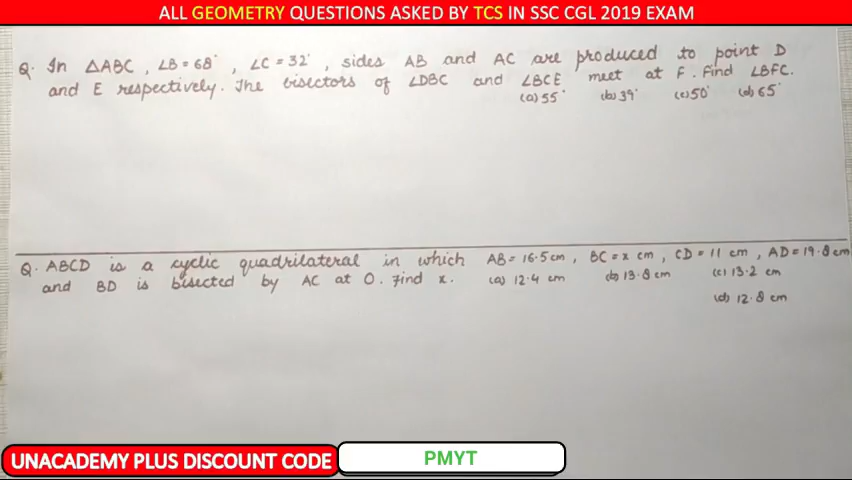 ALL GEOMETRY QUESTIONS ASKED BY TCS IN SSC CGL 2019 EXAM
Q. In △ABC, ∠B = 68°, ∠C = 32°, sides AB and AC are produced to point D
and E respectively. The bisectors of ∠DBC and ∠BCE meet at F. Find ∠BFC.
(a) 55° (b) 39° (c) 50° (d) 65°
Q. ABCD is a cyclic quadrilateral in which AB = 16.5 cm, BC = x cm, CD = 11 cm, AD = 19.8 cm
and BD is bisected by AC at O. Find x. (a) 12.4 cm (b) 13.8 cm (c) 13.2 cm
(d) 12.8 cm
UNACADEMY PLUS DISCOUNT CODE PMYT